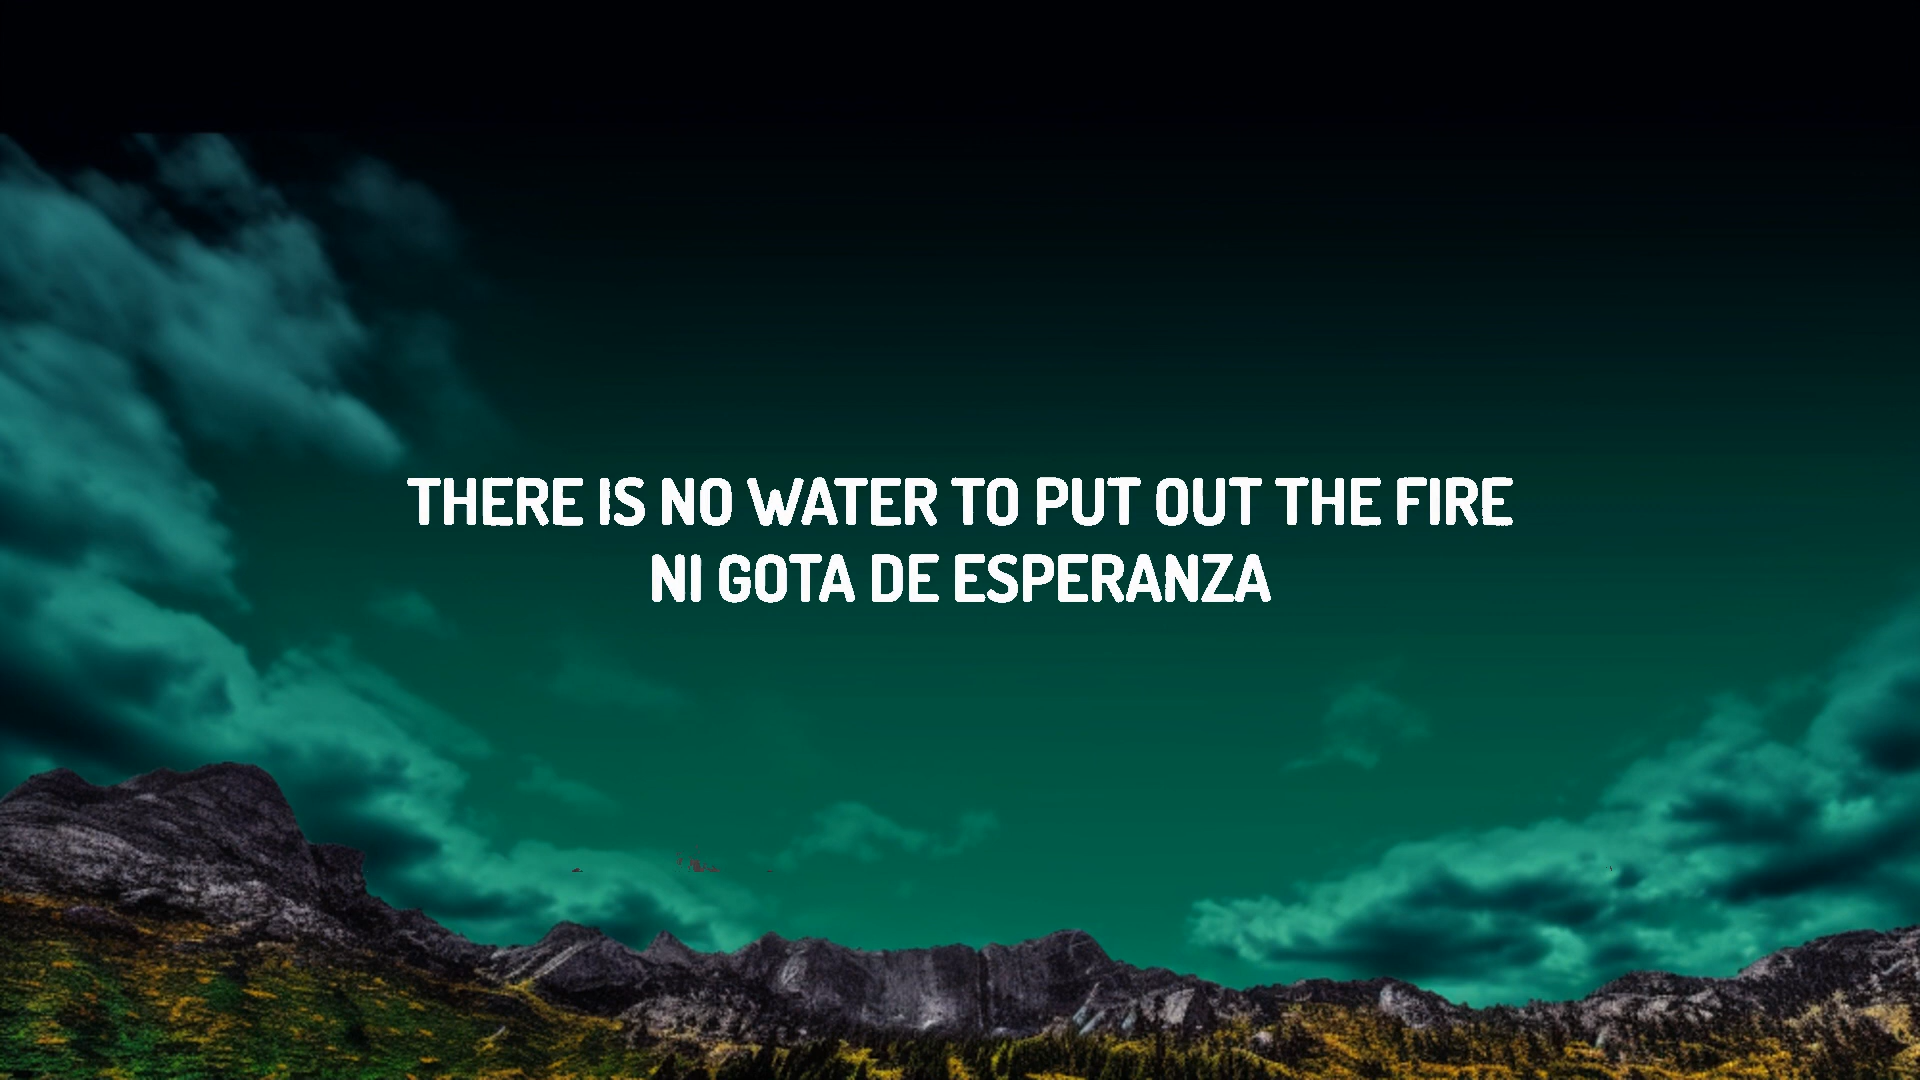 THERE IS NO WATER TO PUT OUT THE FIRE
NI GOTA DE ESPERANZA